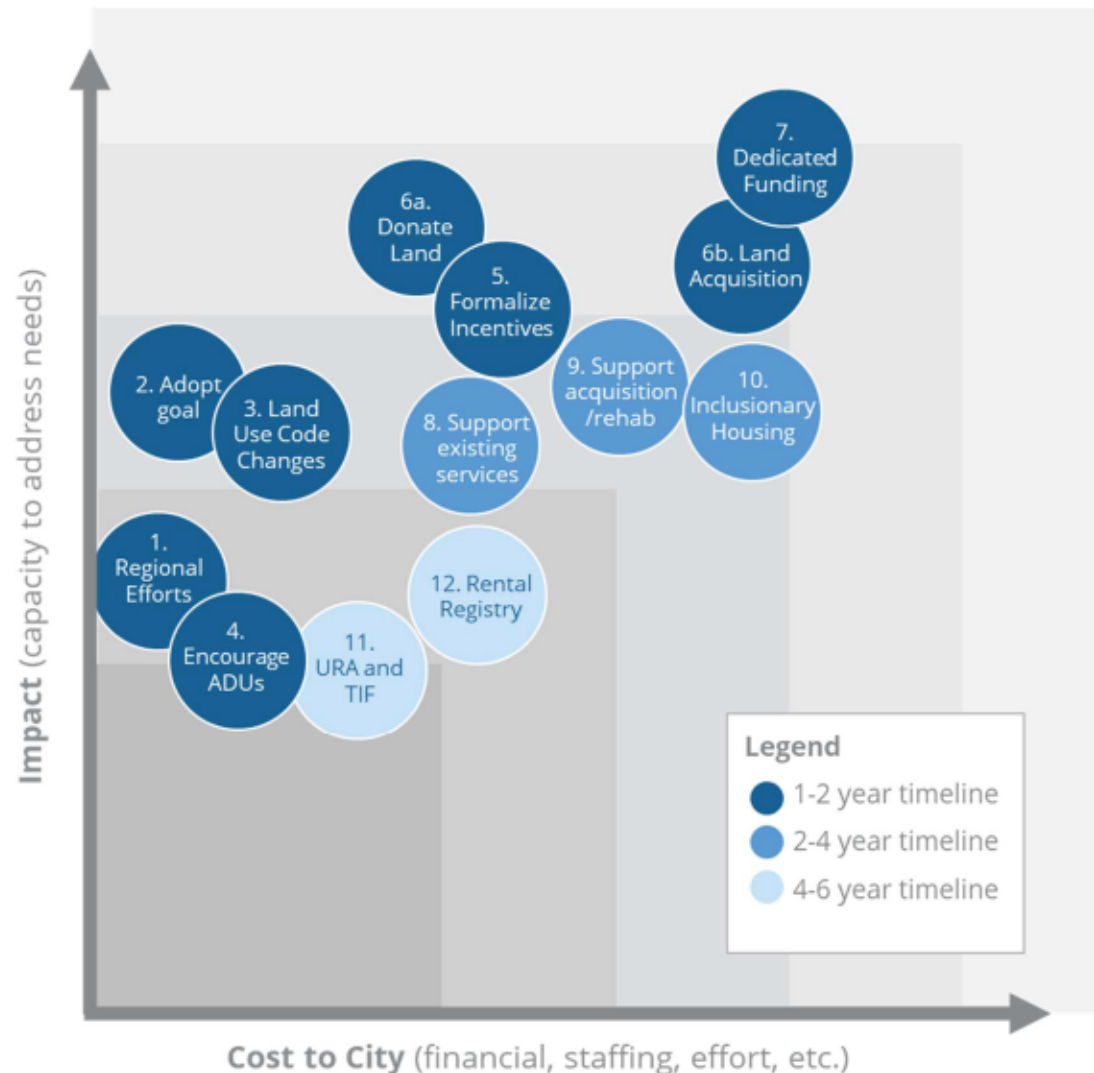 7.
Dedicated
Funding
6a.
Donate
Land
6b. Land
Acquisition
5.
Formalize
Incentives
2. Adopt
goal
3. Land
Use Code
Changes
9. Support
acquisition
/rehab
10.
Inclusionary
Housing
8. Support
existing
services
1.
Regional
Efforts
12. Rental
Registry
4.
Encourage
ADUs
11.
URA and
TIF
Impact (capacity to address needs)
Legend
1-2 year timeline
2-4 year timeline
4-6 year timeline
Cost to City (financial, staffing, effort, etc.)